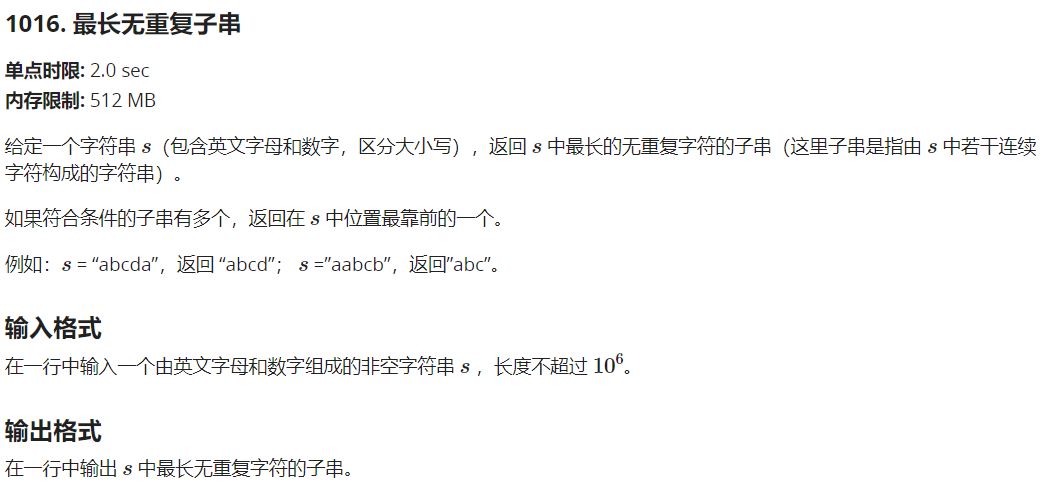 1016. 最长无重复子串
单点时限: 2.0 sec
内存限制: 512 MB
给定一个字符串 s（包含英文字母和数字，区分大小写），返回 s 中最长的无重复字符的子串（这里子串是指由 s 中若干连续
字符构成的字符串）。
如果符合条件的子串有多个，返回在 s 中位置最靠前的一个。
例如：s = “abcda”，返回 “abcd”； s =”aabcb”，返回”abc”。
输入格式
在一行中输入一个由英文字母和数字组成的非空字符串 s ，长度不超过 10^6。
输出格式
在一行中输出 s 中最长无重复字符的子串。